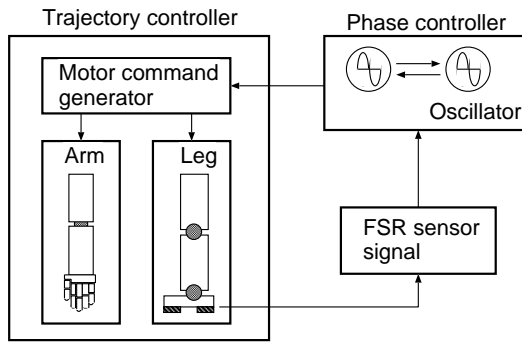 Trajectory controller
Phase controller
Motor command
generator
Oscillator
Arm
Leg
FSR sensor
signal